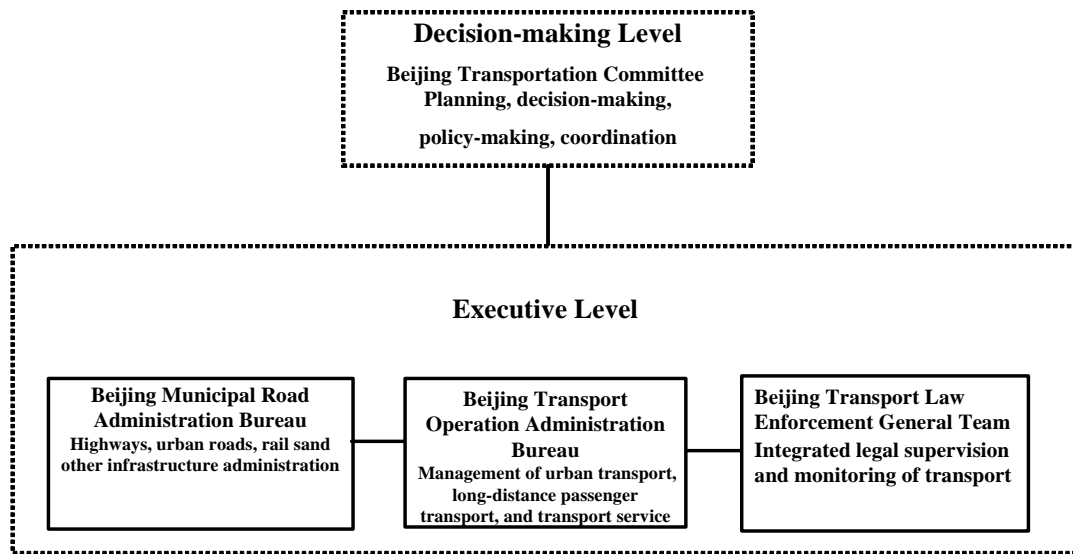 Decision-making Level
Beijing Transportation Committee
Planning, decision-making,
policy-making, coordination
Executive Level
Beijing Municipal Road
Administration Bureau
Highways, urban roads, rail sand
other infrastructure administration
Beijing Transport
Operation Administration
Bureau
Management of urban transport,
long-distance passenger
transport, and transport service
Beijing Transport Law
Enforcement General Team
Integrated legal supervision
and monitoring of transport